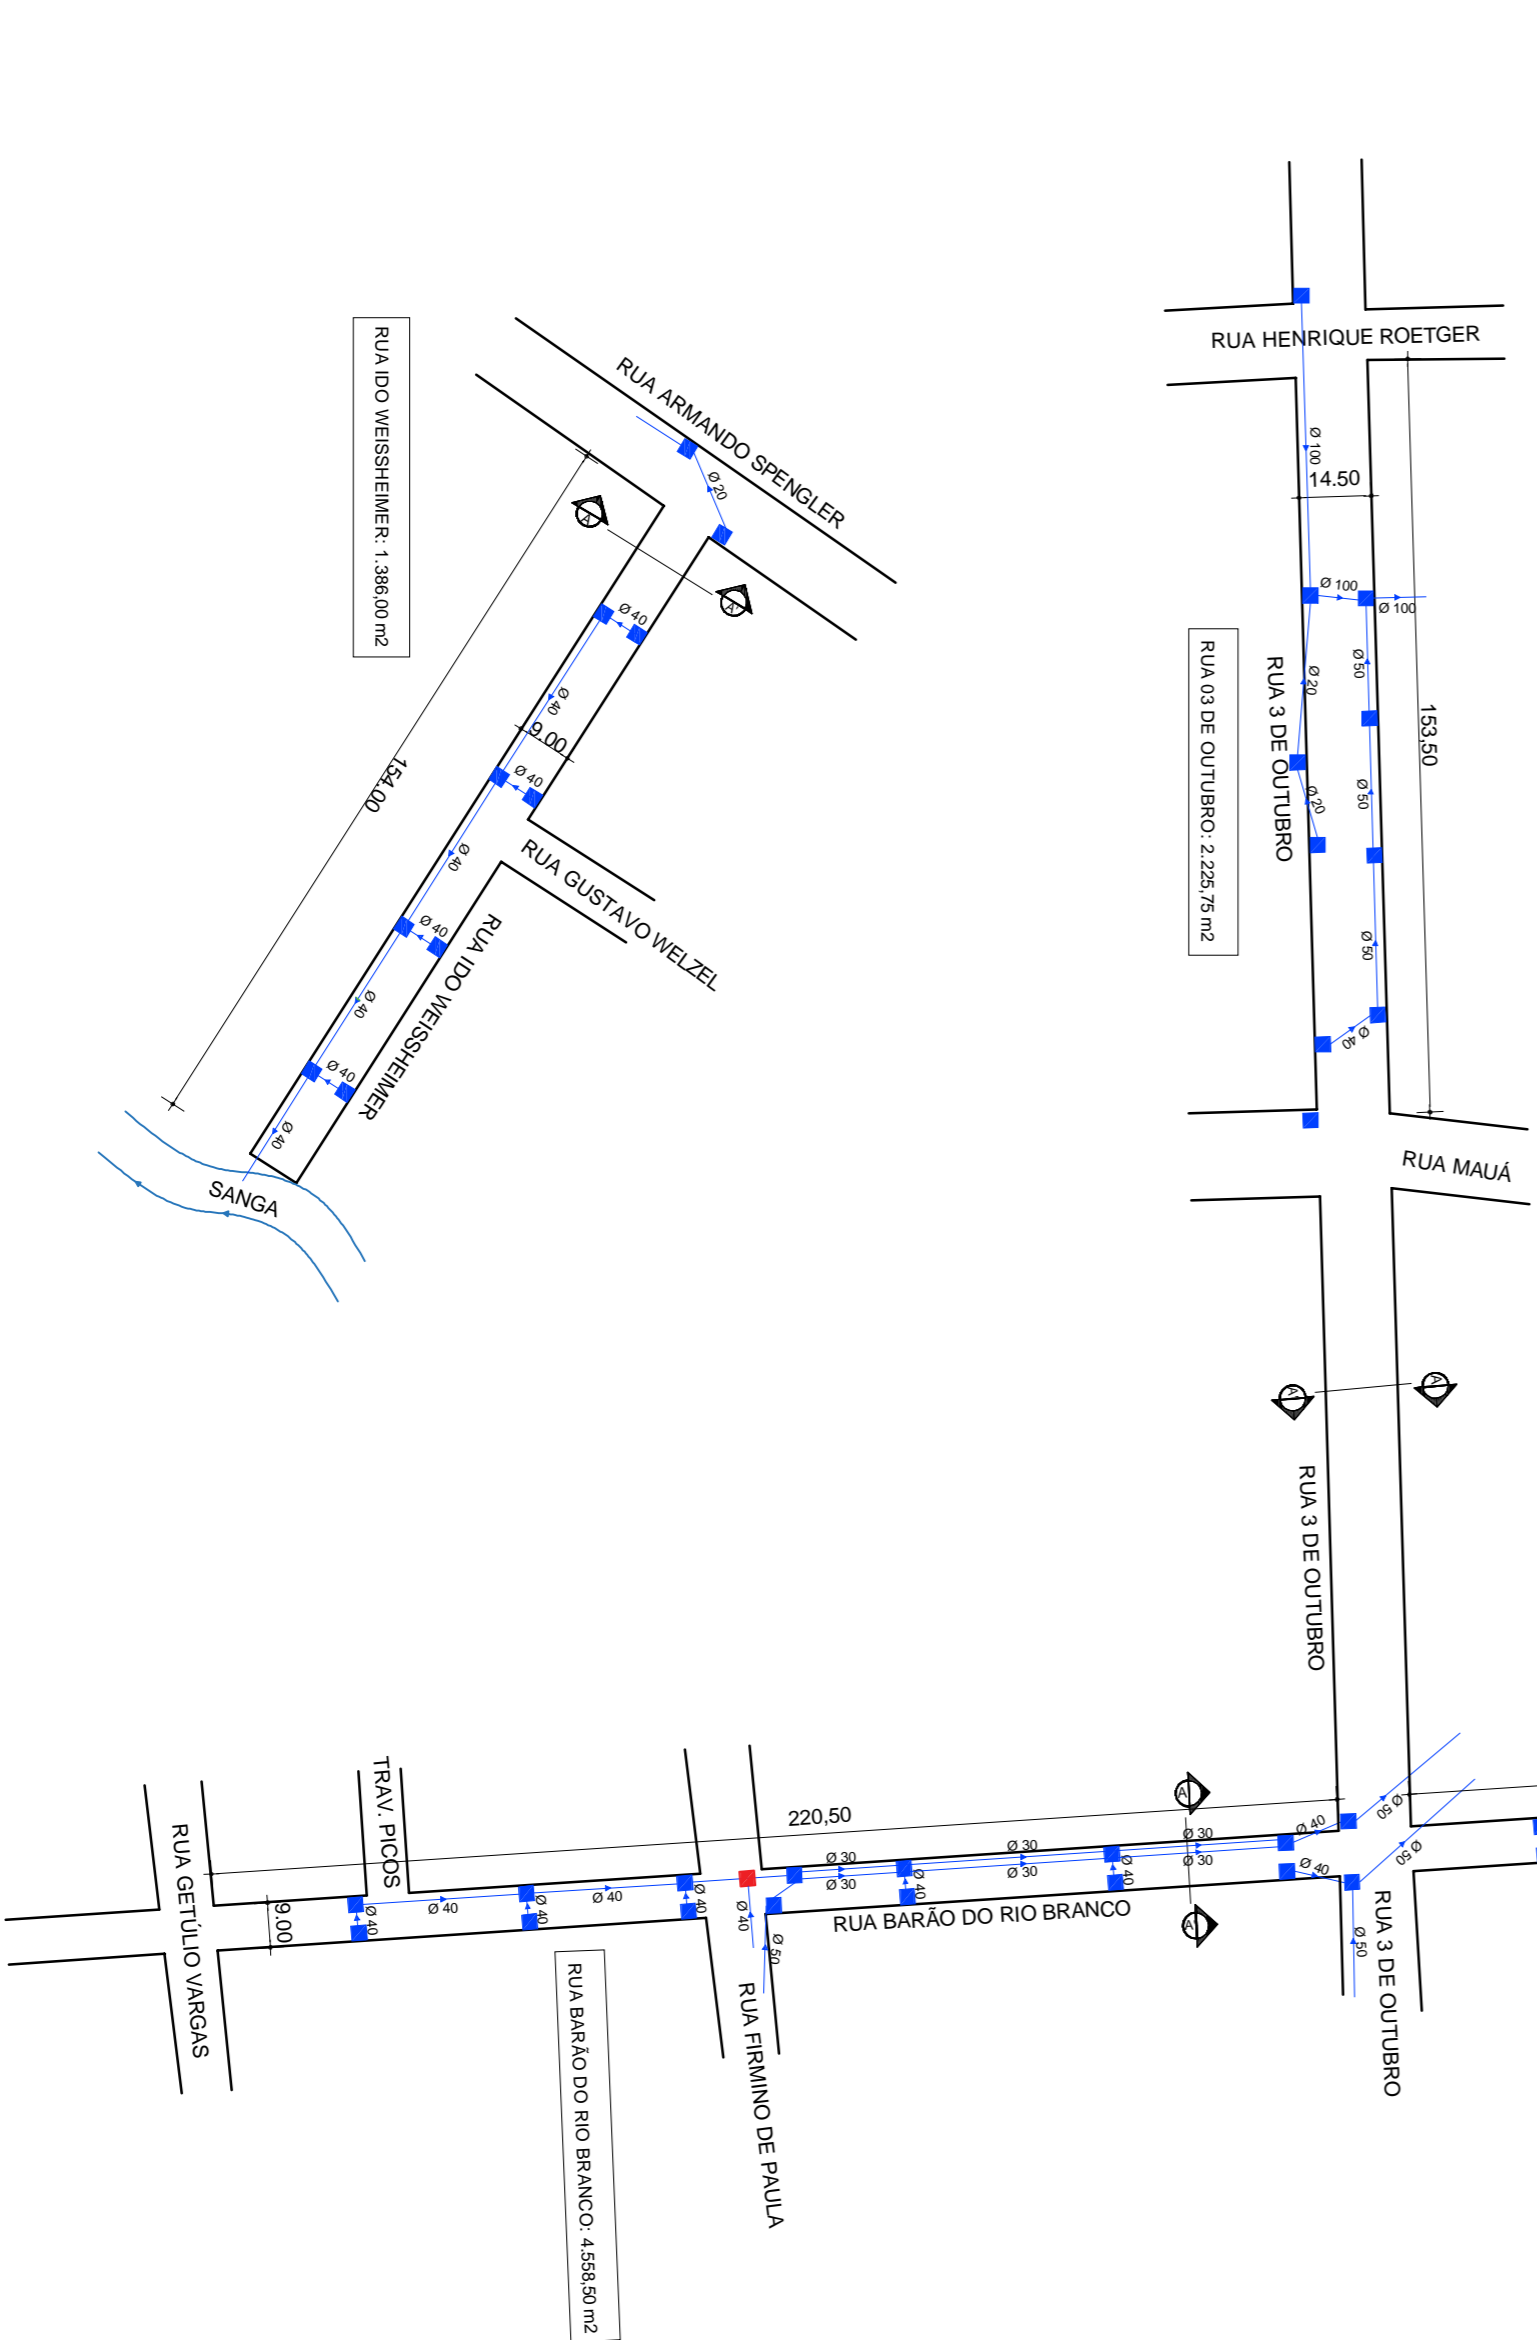 RUA HENRIQUE ROETGER
RUA ARMANDO SPENGLER
RUA IDO WEISSHEIMER: 1.386,00 m2
Ø 20
Ø 100
14.50
A
A'
Ø 100
Ø 100
Ø 40
Ø 50
Ø 20
RUA 3 DE OUTUBRO
RUA 03 DE OUTUBRO: 2.225,75 m2
153,50
Ø 40
9.00
Ø 40
154.00
Ø 20
Ø 50
Ø 40
RUA GUSTAVO WELZEL
Ø 40
RUA IDO WEISSHEIMER
Ø 50
Ø 40
Ø 40
Ø 40
Ø 40
SANGA
RUA MAUÁ
A'
A
RUA 3 DE OUTUBRO
TRAV. PICOS
220,50
A
Ø 50
Ø 40
Ø 30
Ø 30
Ø 30
Ø 50
Ø 30
Ø 30
Ø 30
Ø 40
Ø 40
Ø 40
Ø 40
Ø 40
Ø 40
Ø 40
Ø 40
Ø 40
RUA BARÃO DO RIO BRANCO
A'
9.00
RUA GETÚLIO VARGAS
Ø 50
Ø 50
RUA 3 DE OUTUBRO
RUA FIRMINO DE PAULA
RUA BARÃO DO RIO BRANCO: 4.558,50 m2